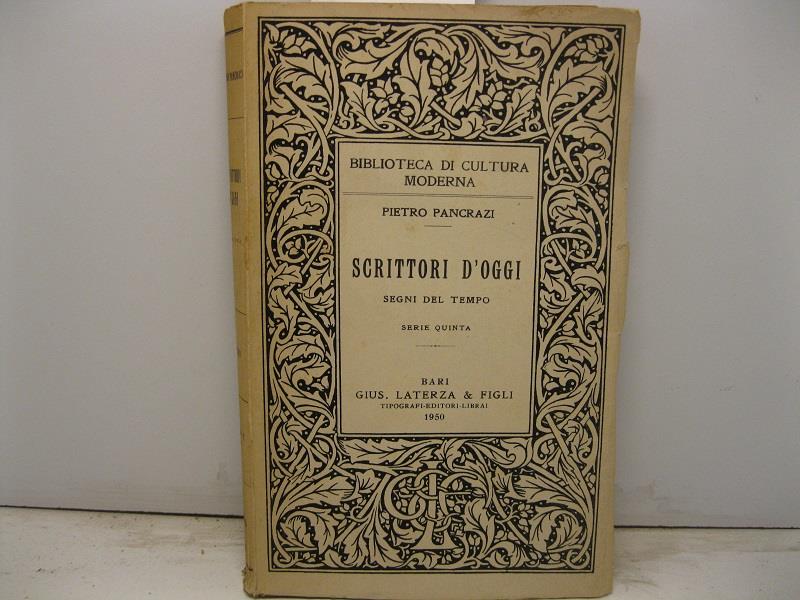 BIBLIOTECA DI CULTURA
MODERNA
PIETRO PANCRAZI
SCRITTORI D'OGGI
SEGNI DEL TEMPO
SERIE QUINTA
BARI
GIUS. LATERZA & FIGLI
TIPOGRAFI-EDITORI-LIBRAI
1950